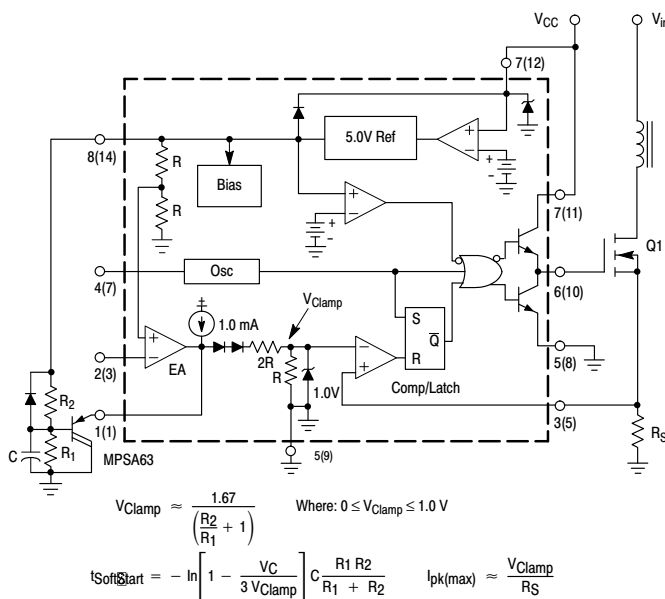 VCC
Vin
7(12)
5.0V Ref
+
−
+
−
8(14)
R
Bias
R
+
−
+
−
7(11)
Q1
4(7)
Osc
6(10)
VClamp
1.0 mA
S
Q
R
+
−
EA
2R
R
1.0V
−
+
Comp/Latch
2(3)
5(8)
R2
1(1)
3(5)
C
R1
MPSA63
5(9)
RS
VClamp ≈ 1.67 / (R2/R1 + 1) Where: 0 ≤ VClamp ≤ 1.0 V
= − ln[1 − VC / 3 VClamp] C R1 R2 / R1 + R2 Ipk(max) ≈ VClamp / RS